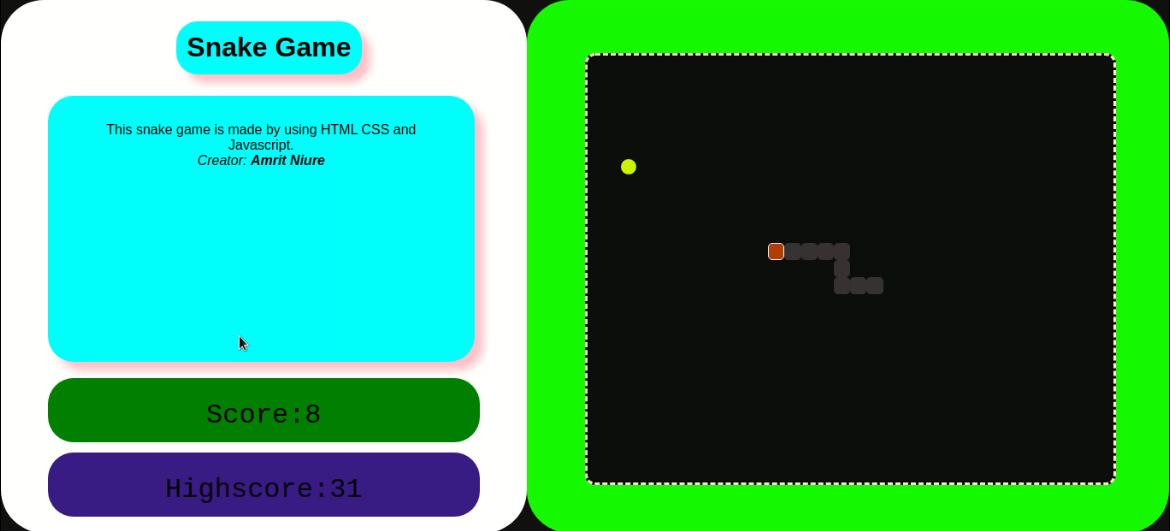 Snake Game
This snake game is made by using HTML CSS and
Javascript.
Creator: Amrit Niure
Score:8
Highscore:31